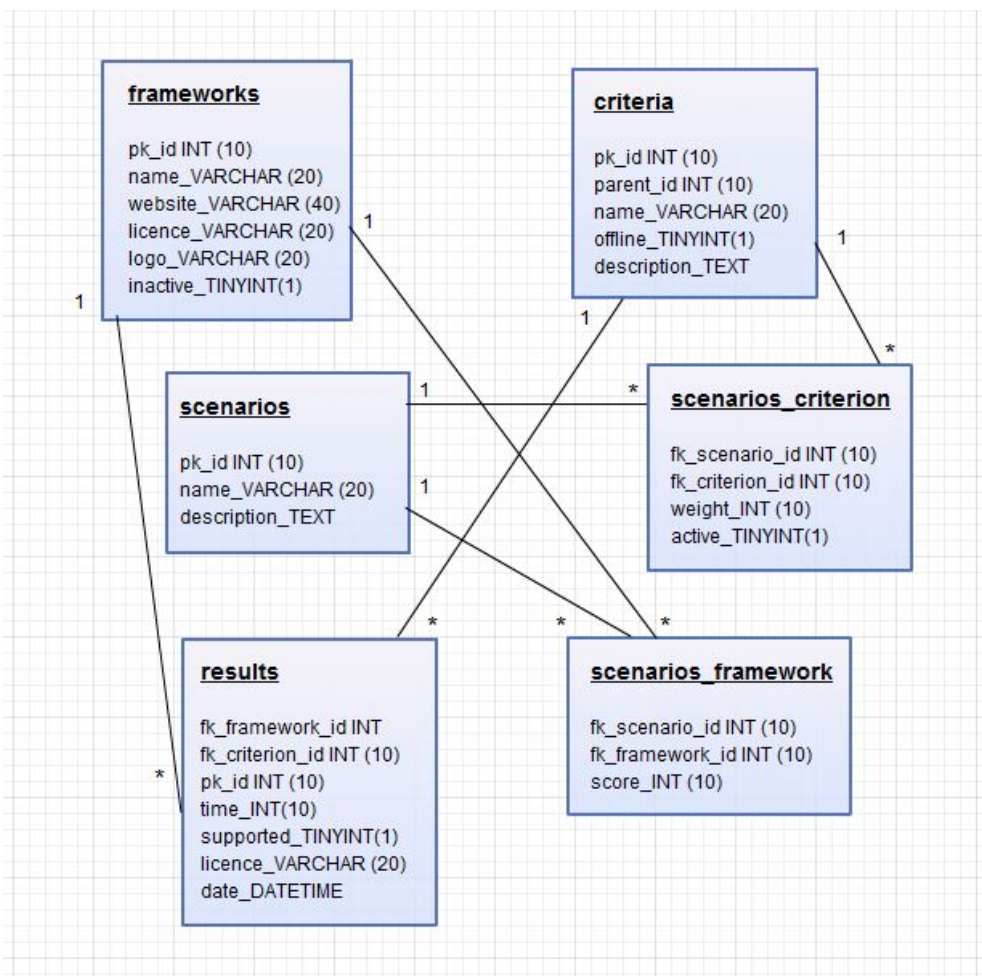 frameworks
pk_id INT (10)
name_VARCHAR (20)
website_VARCHAR (40)
licence_VARCHAR (20)
logo_VARCHAR (20)
inactive_TINYINT(1)
1
1
criteria
pk_id INT (10)
parent_id INT (10)
name_VARCHAR (20)
offline_TINYINT(1)
description_TEXT
1
1
*
scenarios
pk_id INT (10)
name_VARCHAR (20)
description_TEXT
1
*
1
scenarios_criterion
fk_scenario_id INT (10)
fk_criterion_id INT (10)
weight_INT (10)
active_TINYINT(1)
*
*
*
*
results
fk_framework_id INT
fk_criterion_id INT (10)
pk_id INT (10)
time_INT(10)
supported_TINYINT(1)
licence_VARCHAR (20)
date_DATETIME
scenarios_framework
fk_scenario_id INT (10)
fk_framework_id INT (10)
score_INT (10)